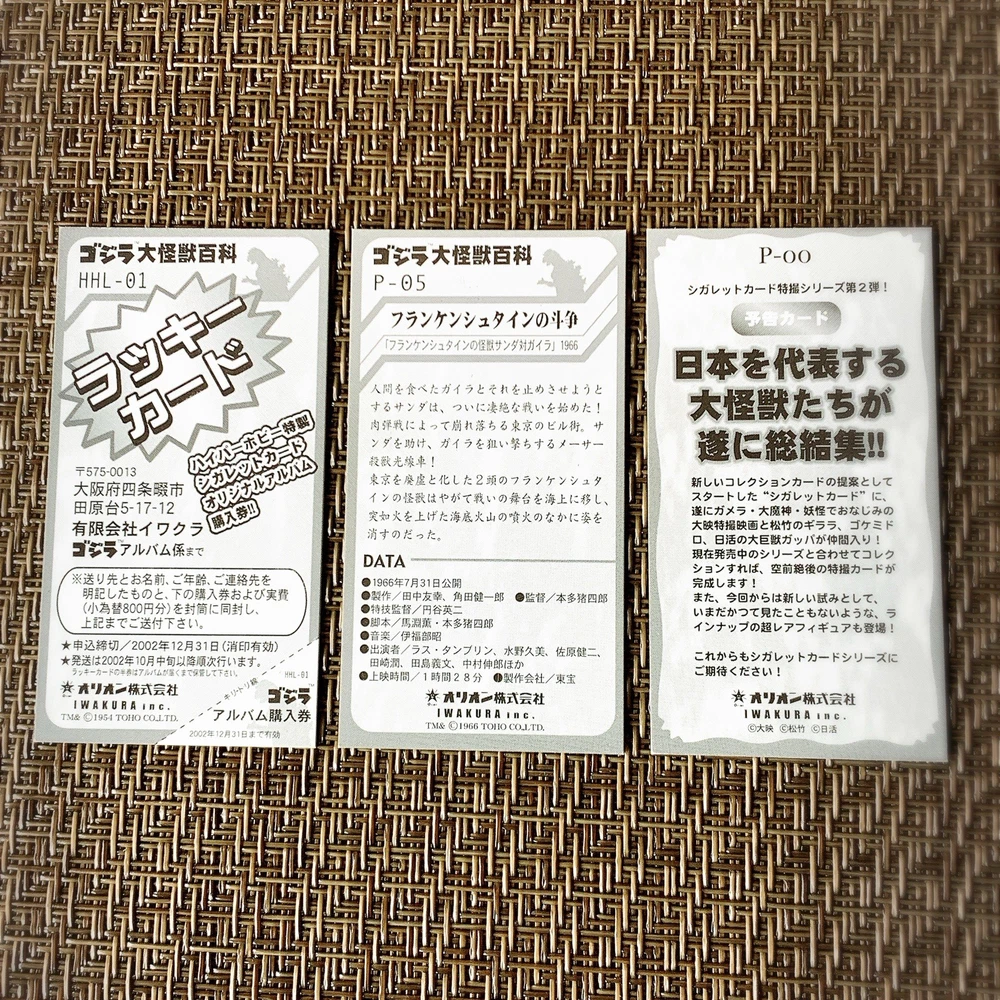 ゴジラ™大怪獣百科
HHL-01
ラッキー
カード
ハイパーホビー特製
シガレットカード
オリジナルアルバム
購入券!!
〒575-0013
大阪府四条畷市
田原台5-17-12
有限会社イワクラ
ゴジラアルバム係まで
※送り先とお名前、ご年齢、ご連絡先を
明記したものと、下の購入券および実費
(小為替800円分)を封筒に同封し、
上記までご送付下さい。
★申込締切/2002年12月31日(消印有効)
★発送は2002年10月中旬以降順次行います。
ラッキーカードの半券はアルバムが届くまで保管して下さい。
キリトリ線
HHL-01
オリオン株式会社
IWAKURA inc.
TM& ©1954 TOHO CO.,LTD.
ゴジラ
アルバム購入券
2002年12月31日まで有効
ゴジラ™大怪獣百科
P-05
フランケンシュタインの斗争
「フランケンシュタインの怪獣サンダ対ガイラ」1966
人間を食べたガイラとそれを止めさせようと
するサンダは、ついに凄絶な戦いを始めた!
肉弾戦によって崩れ落ちる東京のビル街。サ
ンダを助け、ガイラを狙い撃ちするメーサー
殺獣光線車!
東京を廃虚と化した2頭のフランケンシュタ
インの怪獣はやがて戦いの舞台を海上に移し、
突如火を上げた海底火山の噴火のなかに姿を
消すのだった。
DATA
●1966年7月31日公開
●製作/田中友幸、角田健一郎 ●監督/本多猪四郎
●特技監督/円谷英二
●脚本/馬淵薫・本多猪四郎
●音楽/伊福部昭
●出演者/ラス・タンブリン、水野久美、佐原健二、
田崎潤、田島義文、中村伸郎ほか
●上映時間/1時間28分 ●製作会社/東宝
オリオン株式会社
IWAKURA inc.
TM& ©1966 TOHO CO.,LTD.
P-00
シガレットカード特撮シリーズ第2弾!
予告カード
日本を代表する
大怪獣たちが
遂に総結集!!
新しいコレクションカードの提案として
スタートした“シガレットカード”に、
遂にガメラ・大魔神・妖怪でおなじみの
大映特撮映画と松竹のギララ、ゴケミド
ロ、日活の大巨獣ガッパが仲間入り!
現在発売中のシリーズと合わせてコレク
ションすれば、空前絶後の特撮カードが
完成します!
また、今回からは新しい試みとして、
いまだかつて見たこともないような、ラ
インナップの超レアフィギュアも登場!
これからもシガレットカードシリーズに
ご期待ください!
オリオン株式会社
IWAKURA inc.
©大映 ©松竹 ©日活